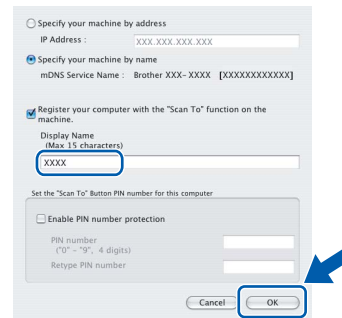 Specify your machine by address
IP Address : XXX.XXX.XXX.XXX
Specify your machine by name
mDNS Service Name : Brother XXX- XXXX [XXXXXXXXXXXX]
Register your computer with the "Scan To" function on the
machine.
Display Name
(Max 15 characters)
XXXX
Set the "Scan To" Button PIN number for this computer
Enable PIN number protection
PIN number
("0" - "9", 4 digits)
Retype PIN number
Cancel OK